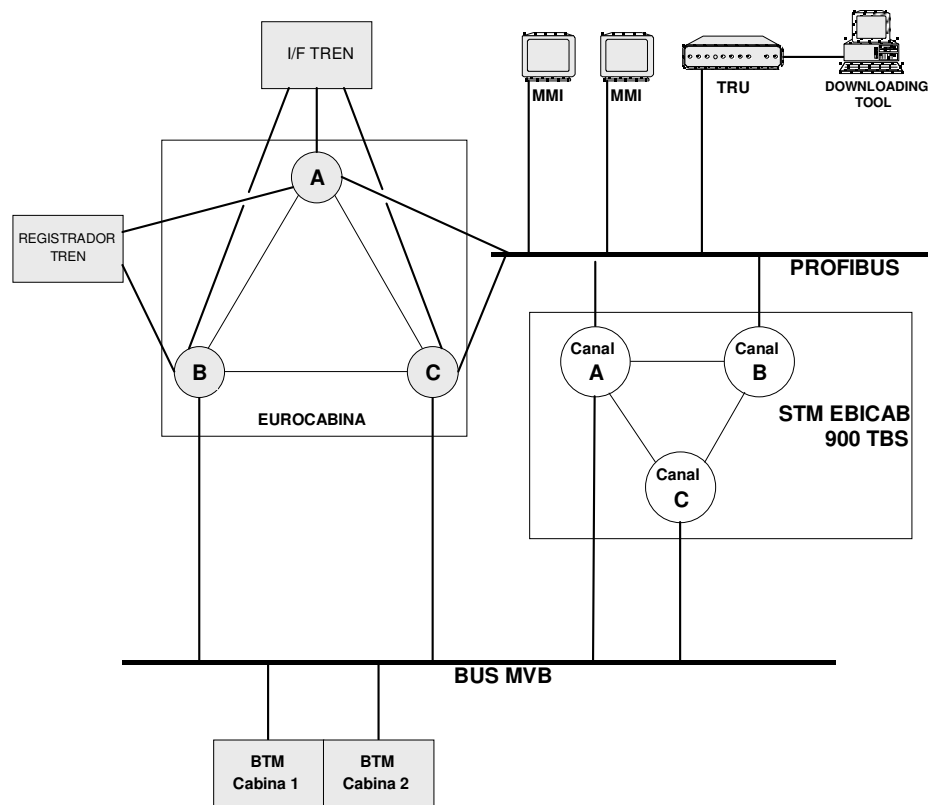 I/F TREN
MMI
MMI
TRU
DOWNLOADING
TOOL
A
REGISTRADOR
TREN
PROFIBUS
B
C
EUROCABINA
Canal
A
Canal
B
Canal
C
STM EBICAB
900 TBS
BUS MVB
BTM
Cabina 1
BTM
Cabina 2